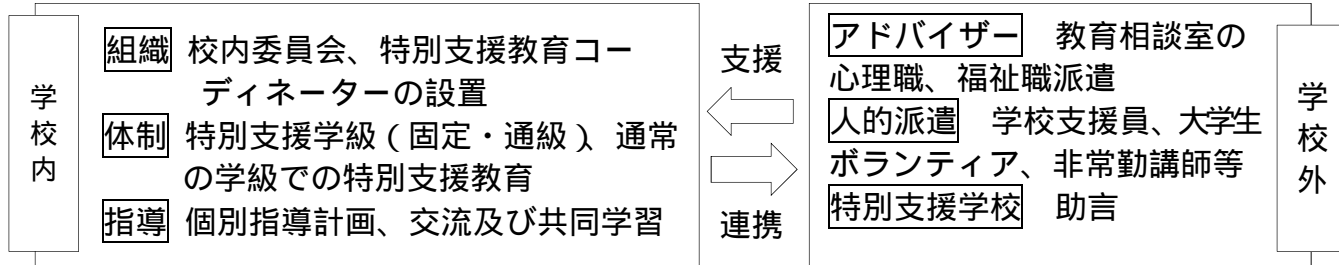 学校内
組織 校内委員会、特別支援教育コー
ディネーターの設置
体制 特別支援学級（固定・通級）、通常
の学級での特別支援教育
指導 個別指導計画、交流及び共同学習
支援
連携
アドバイザー 教育相談室の
心理職、福祉職派遣
人的派遣 学校支援員、大学生
ボランティア、非常勤講師等
特別支援学校 助言
学校外